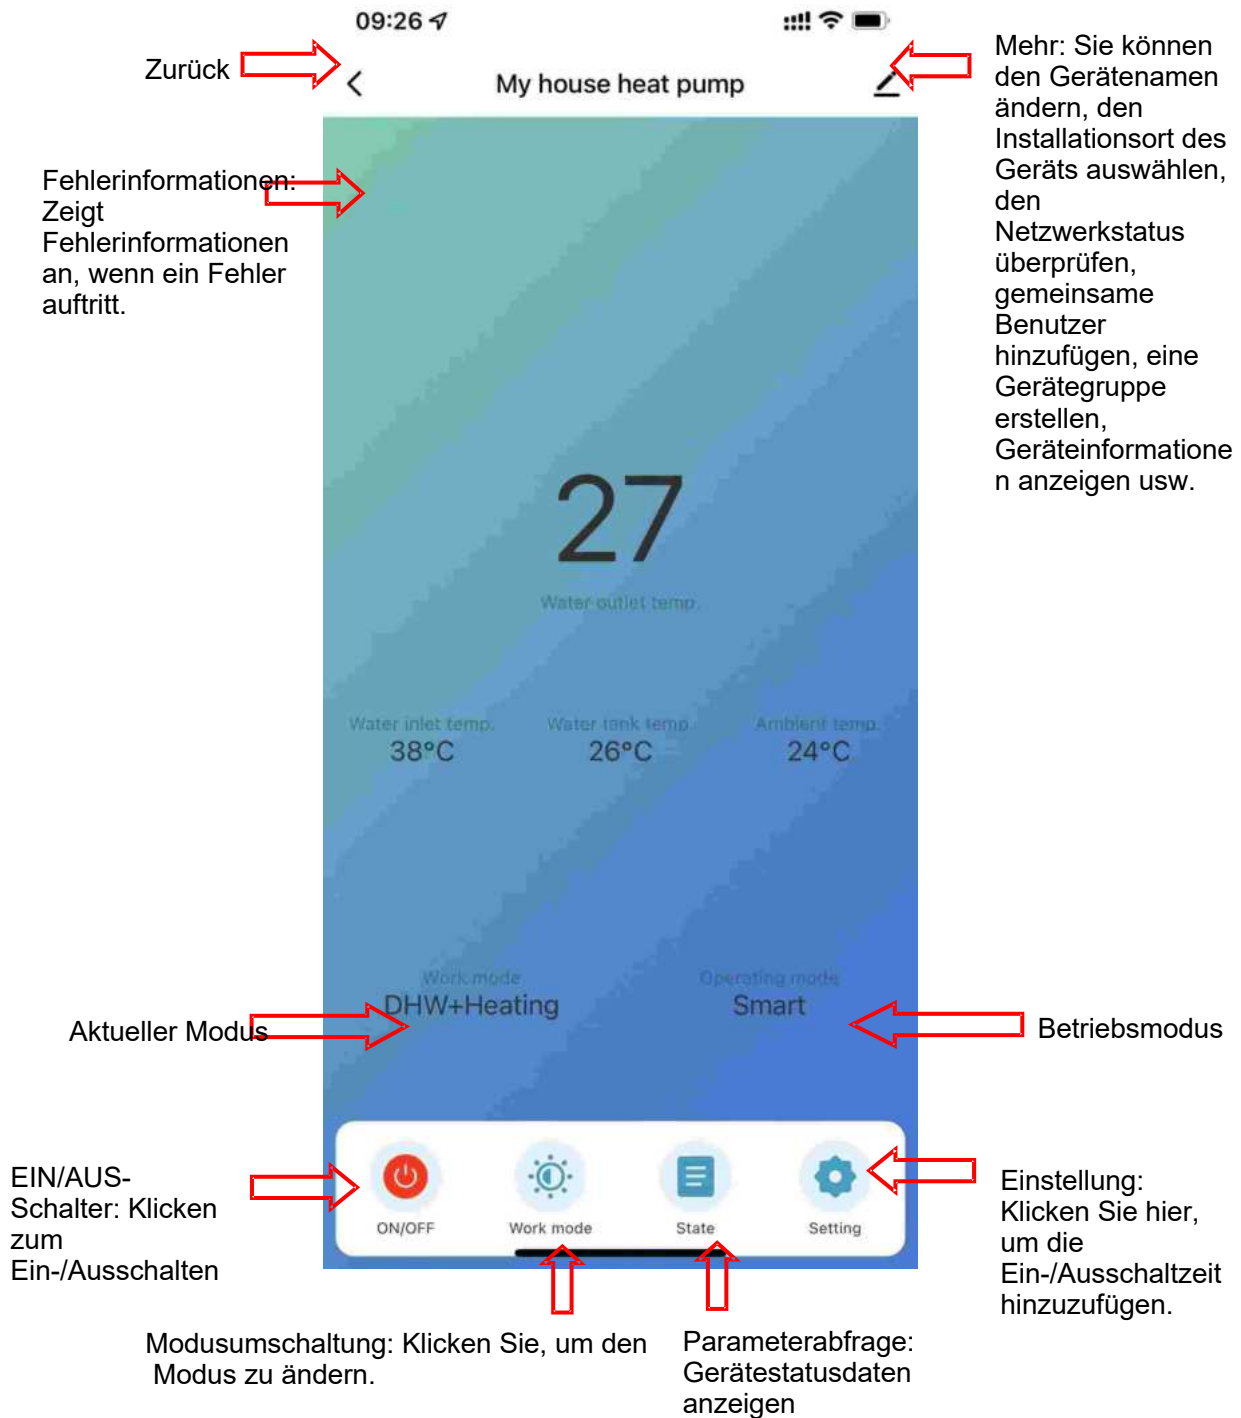 09:26
Zurück
My house heat pump
Mehr: Sie können
den Gerätenamen
ändern, den
Installationsort des
Geräts auswählen,
den
Netzwerkstatus
überprüfen,
gemeinsame
Benutzer
hinzufügen, eine
Gerätegruppe
erstellen,
Geräteinformatione
n anzeigen usw.
Fehlerinformationen:
Zeigt
Fehlerinformationen
an, wenn ein Fehler
auftritt.
27
Water outlet temp.
Water inlet temp.
38°C
Water tank temp.
26°C
Ambient temp.
24°C
Work mode
DHW+Heating
Operating mode
Smart
Aktueller Modus
Betriebsmodus
EIN/AUS-
Schalter: Klicken
zum
Ein-/Ausschalten
ON/OFF
Work mode
State
Setting
Einstellung:
Klicken Sie hier,
um die
Ein-/Ausschaltzeit
hinzuzufügen.
Modusumschaltung: Klicken Sie, um den
Modus zu ändern.
Parameterabfrage:
Gerätestatusdaten
anzeigen